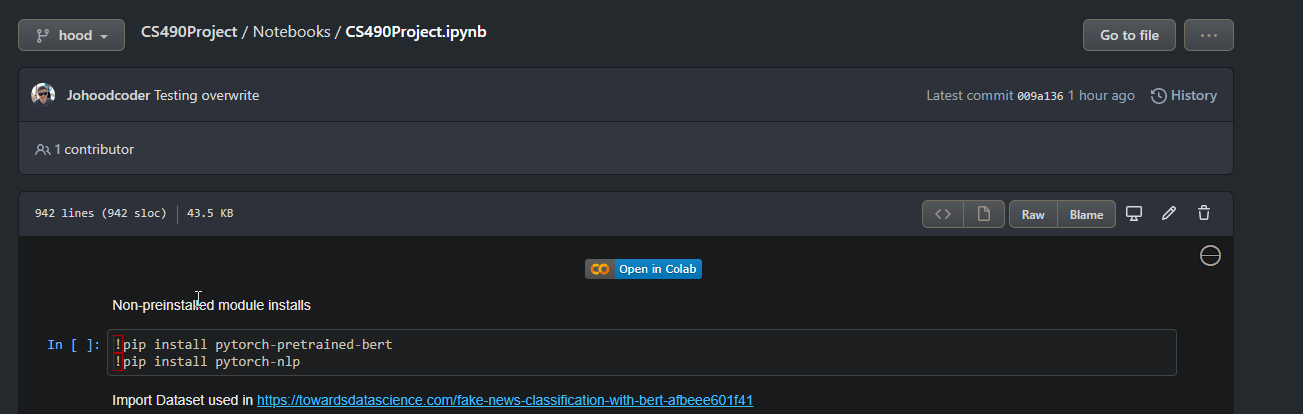 hood CS490Project / Notebooks / CS490Project.ipynb Go to file ...
Johoodcoder Testing overwrite Latest commit 009a136 1 hour ago History
1 contributor
942 lines (942 sloc) 43.5 KB <> Raw Blame
Open in Colab
Non-preinstalled module installs
In [ ]: !pip install pytorch-pretrained-bert
!pip install pytorch-nlp
Import Dataset used in https://towardsdatascience.com/fake-news-classification-with-bert-afbeee601f41